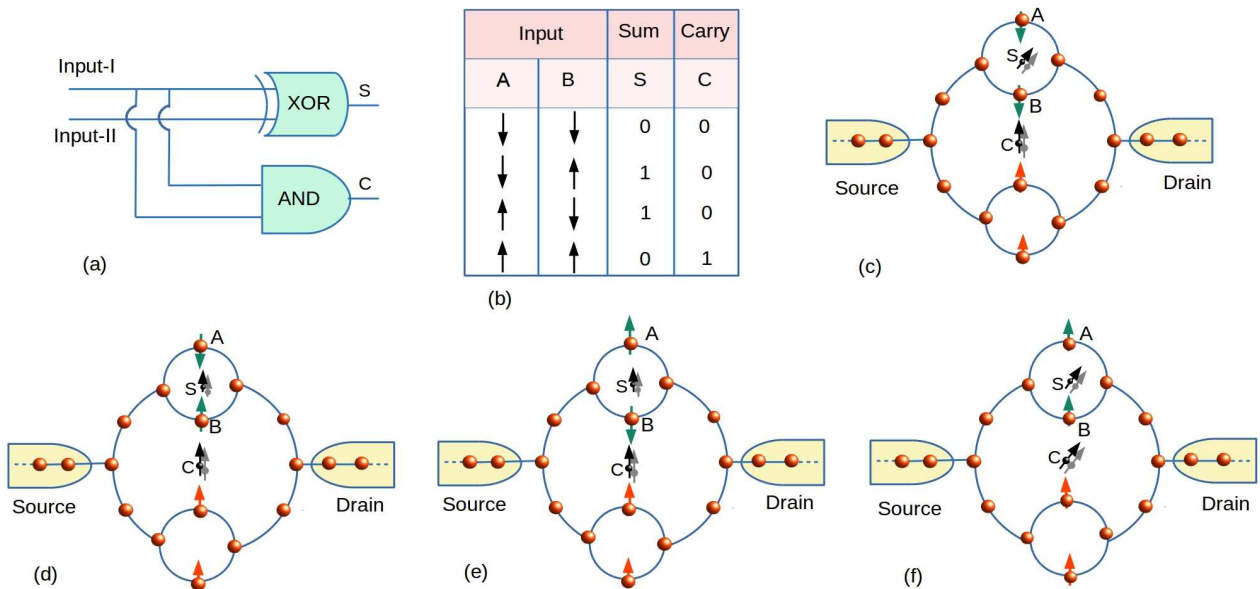 Input-I
XOR
S
Input-II
AND
C
(a)
Input Sum Carry
A B S C
0 0
1 0
1 0
0 1
(b)
A
S
B
C
Source
Drain
(c)
A
S
B
C
Source
Drain
(d)
A
S
B
C
Source
Drain
(e)
A
S
B
C
Source
Drain
(f)